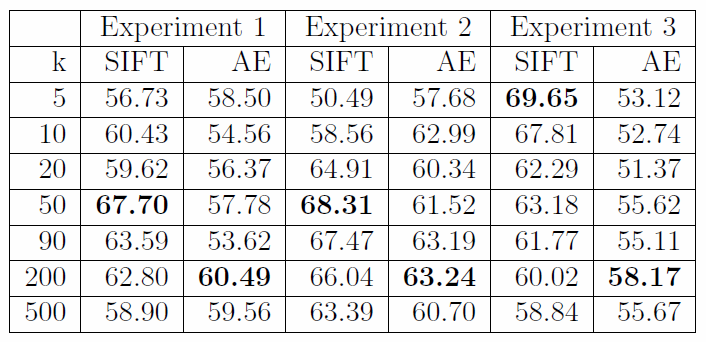 Experiment 1 Experiment 2 Experiment 3
k SIFT AE SIFT AE SIFT AE
5 56.73 58.50 50.49 57.68 69.65 53.12
10 60.43 54.56 58.56 62.99 67.81 52.74
20 59.62 56.37 64.91 60.34 62.29 51.37
50 67.70 57.78 68.31 61.52 63.18 55.62
90 63.59 53.62 67.47 63.19 61.77 55.11
200 62.80 60.49 66.04 63.24 60.02 58.17
500 58.90 59.56 63.39 60.70 58.84 55.67